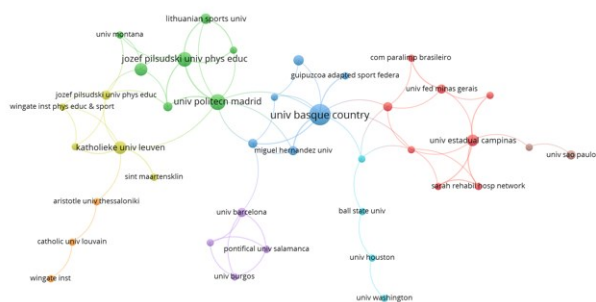 lithuanian sports univ
univ montana
jozef pilsudski univ phys educ
com paralimp brasileiro
guipuzcoa adapted sport federa
univ fed minas gerais
jozef pilsudski univ phys educ
wingate inst phys educ & sport
univ politecn madrid
univ basque country
katholieke univ leuven
miguel hernandez univ
univ estadual campinas
univ sao paulo
sint maartensklin
sarah rehabil hosp network
aristotle univ thessaloniki
univ barcelona
ball state univ
catholic univ louvain
pontifical univ salamanca
univ houston
wingate inst
univ burgos
univ washington